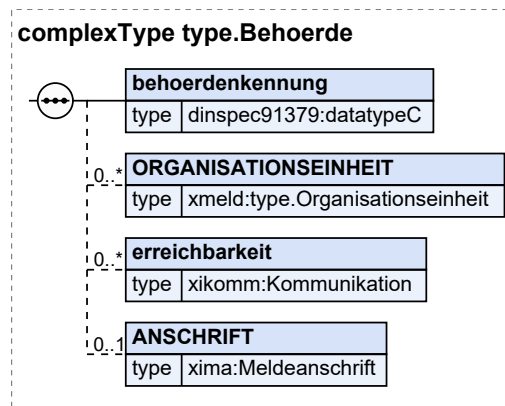 complexType type.Behoerde
behoerdenkennung
type dinspec91379:datatypeC
0..* ORGANISATIONSEINHEIT
type xmeld:type.Organisationseinheit
0..* erreichbarkeit
type xikomm:Kommunikation
0..1 ANSCHRIFT
type xima:Meldeanschrift